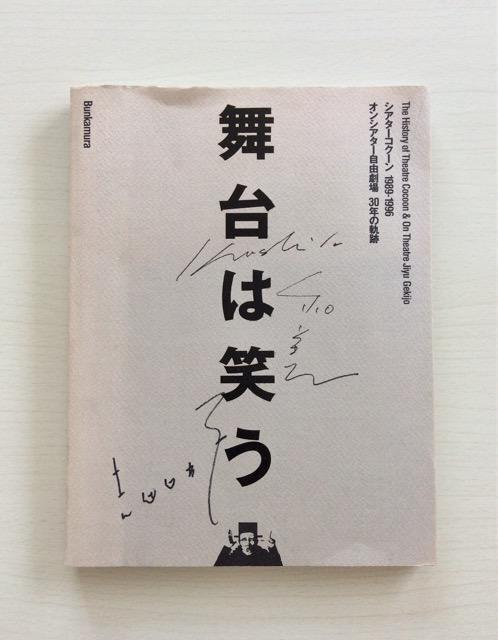 The History of Theatre Cocoon & On Theatre Jiyu Gekijo
シアターコクーン 1989-1996
オンシアター自由劇場 30年の軌跡
舞台は笑う
Bunkamura